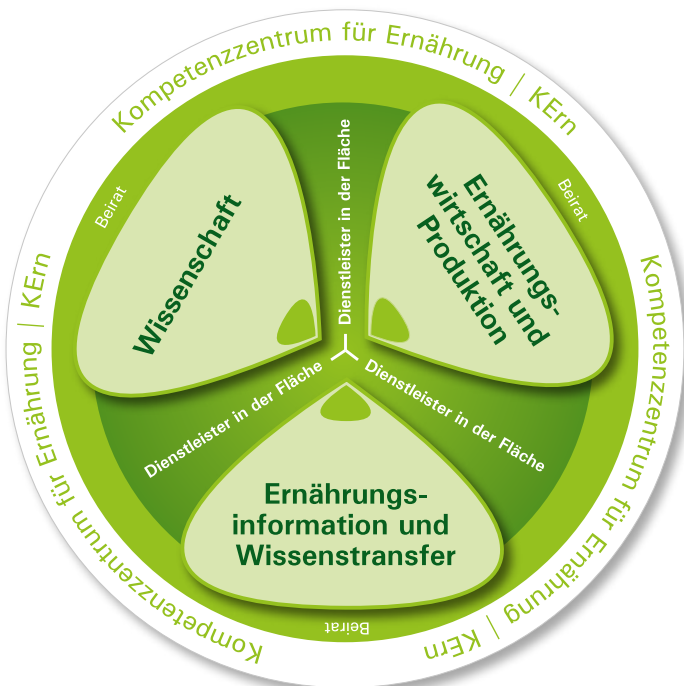 Kompetenzzentrum für Ernährung | KErn
Kompetenzzentrum für Ernährung | KErn
Kompetenzzentrum für Ernährung | KErn
Beirat
Beirat
Beirat
Wissenschaft
Ernährungs-
wirtschaft und
Produktion
Ernährungs-
information und
Wissenstransfer
Dienstleister in der Fläche
Dienstleister in der Fläche
Dienstleister in der Fläche